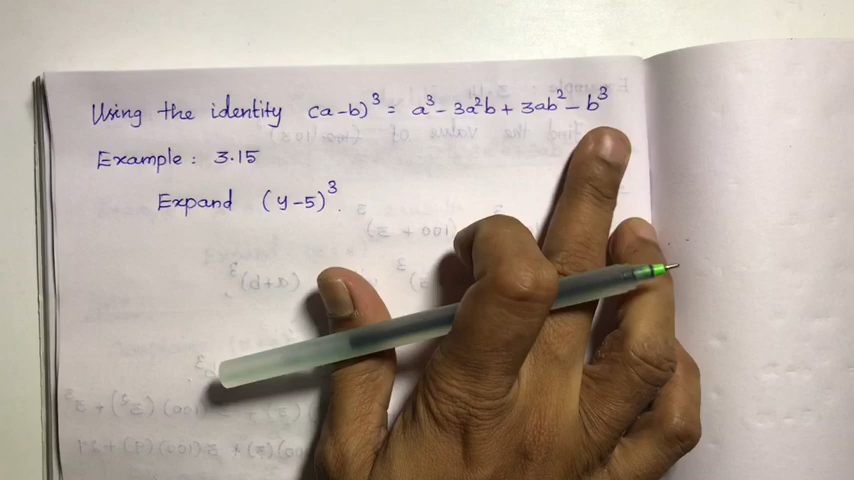 Using the identity (a-b)³ = a³ - 3a²b + 3ab² - b³
Example : 3.15
Expand (y-5)³.